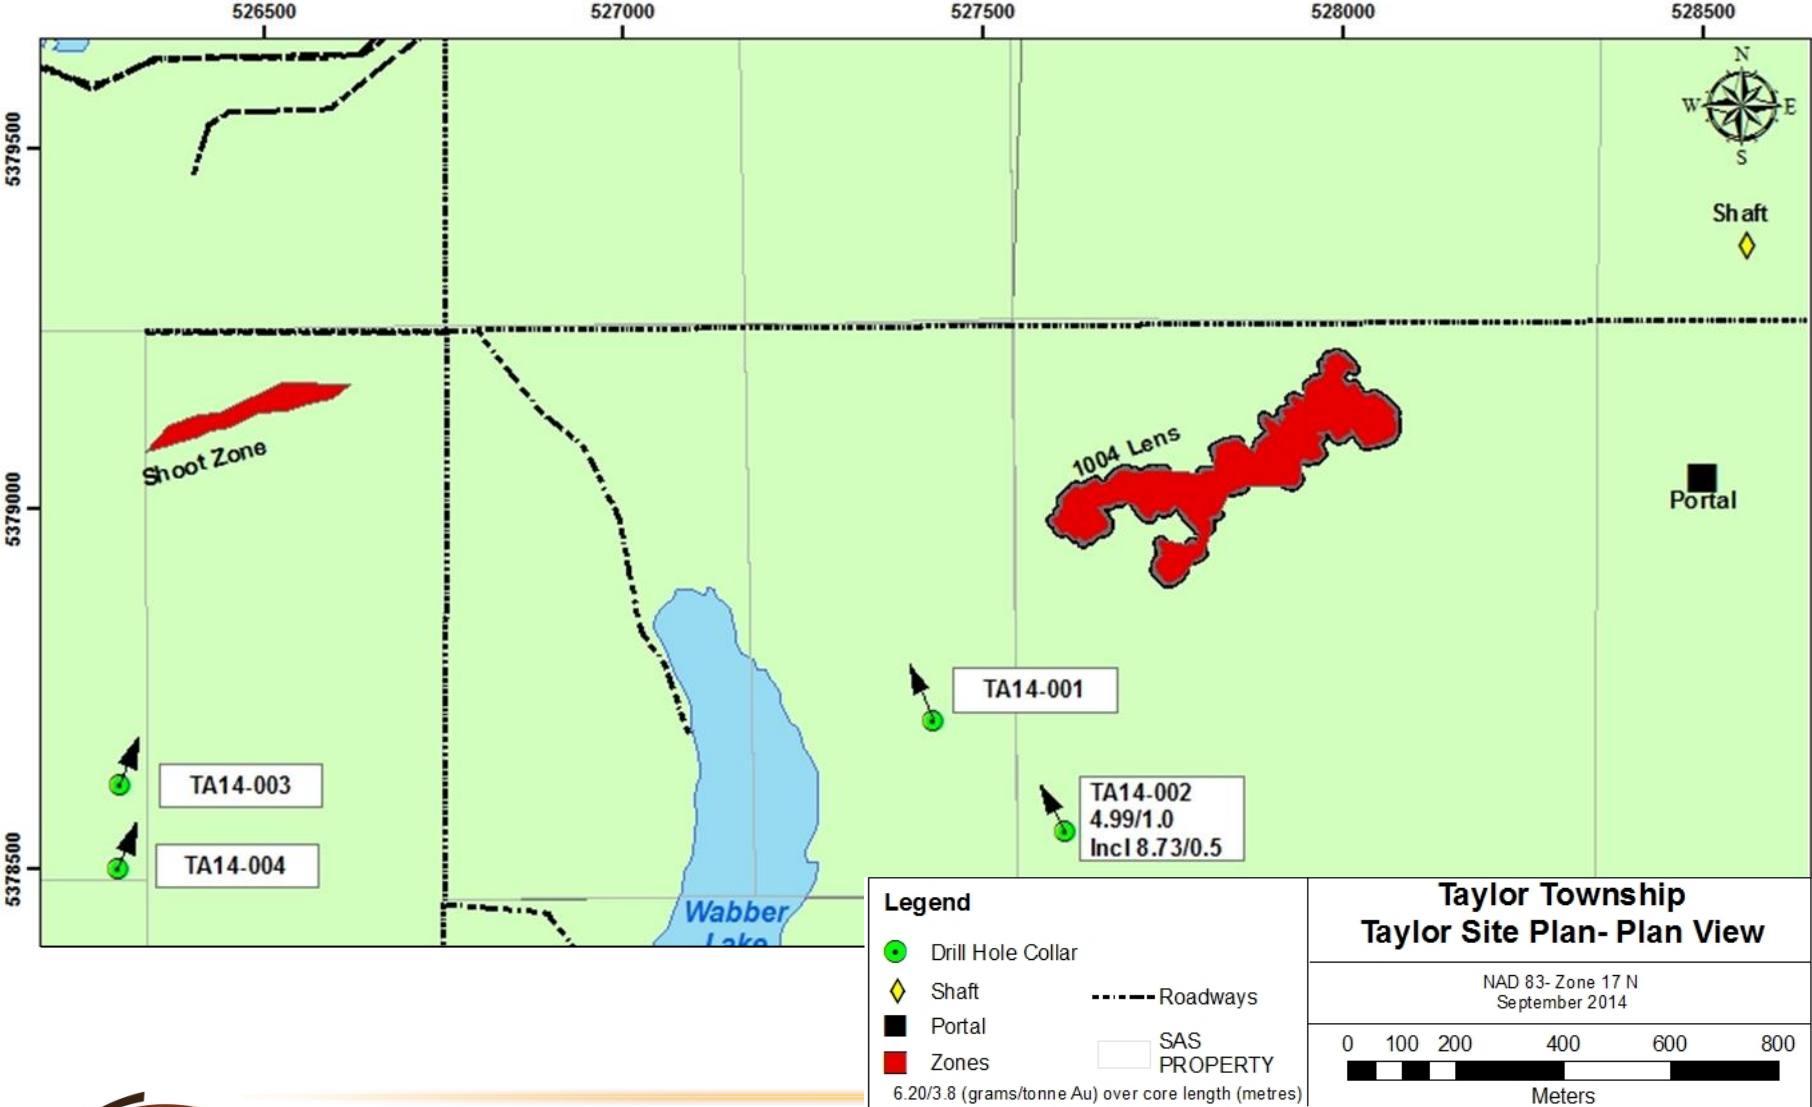 526500 527000 527500 528000 528500
N
W E
S
5379500
Shaft
Shoot Zone
1004 Lens
5379000
Portal
TA14-001
TA14-003
TA14-002
4.99/1.0
Incl 8.73/0.5
TA14-004
5378500
Wabber
Lake
Legend
Drill Hole Collar
Shaft
Roadways
Portal
SAS
PROPERTY
Zones
6.20/3.8 (grams/tonne Au) over core length (metres)
Taylor Township
Taylor Site Plan- Plan View
NAD 83- Zone 17 N
September 2014
0 100 200 400 600 800
Meters